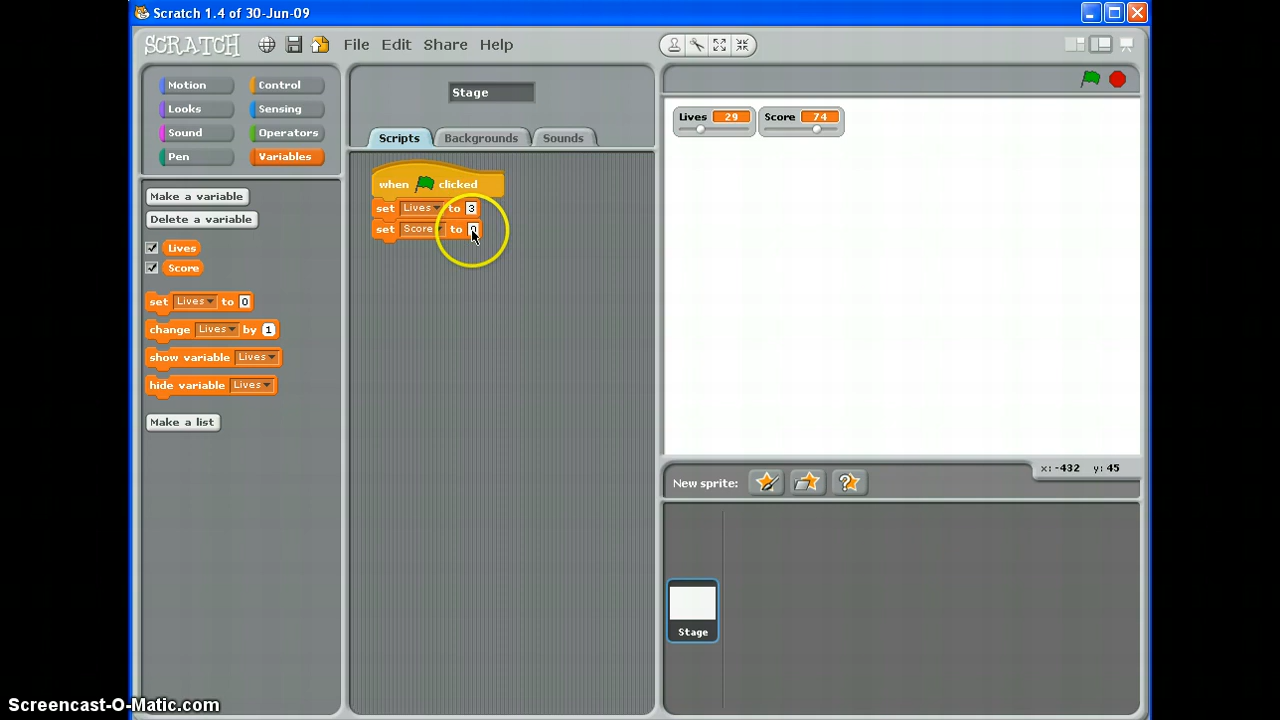 Scratch 1.4 of 30-Jun-09
SCRATCH File Edit Share Help
Motion Control
Looks Sensing
Sound Operators
Pen Variables
Make a variable
Delete a variable
Lives
Score
set Lives to 0
change Lives by 1
show variable Lives
hide variable Lives
Make a list
Stage
Scripts Backgrounds Sounds
when clicked
set Lives to 3
set Score to
Lives 29 Score 74
x: -432 y: 45
New sprite:
Stage
Screencast-O-Matic.com